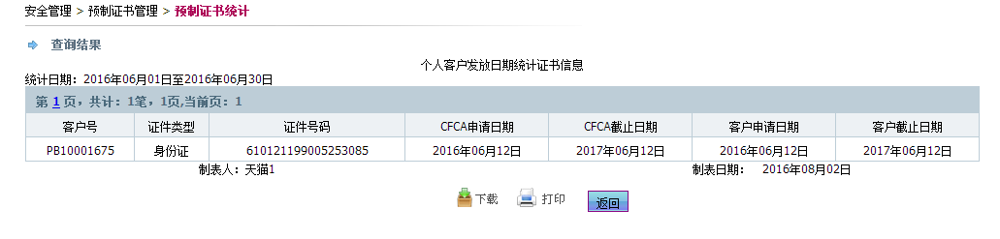 安全管理 > 预制证书管理 > 预制证书统计
查询结果
个人客户发放日期统计证书信息
统计日期：2016年06月01日至2016年06月30日
第 1 页，共计：1笔，1页,当前页：1
客户号 证件类型 证件号码 CFCA申请日期 CFCA截止日期 客户申请日期 客户截止日期
PB10001675 身份证 610121199005253085 2016年06月12日 2017年06月12日 2016年06月12日 2017年06月12日
制表人：天猫1 制表日期： 2016年08月02日
下载 打印 返回